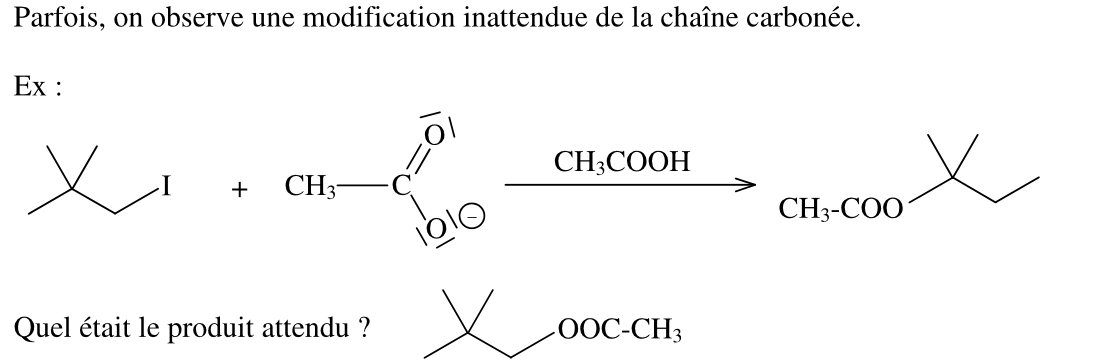 Parfois, on observe une modification inattendue de la chaîne carbonée.
Ex :
I + CH₃ C O O − CH₃COOH CH₃-COO
Quel était le produit attendu ? OOC-CH₃